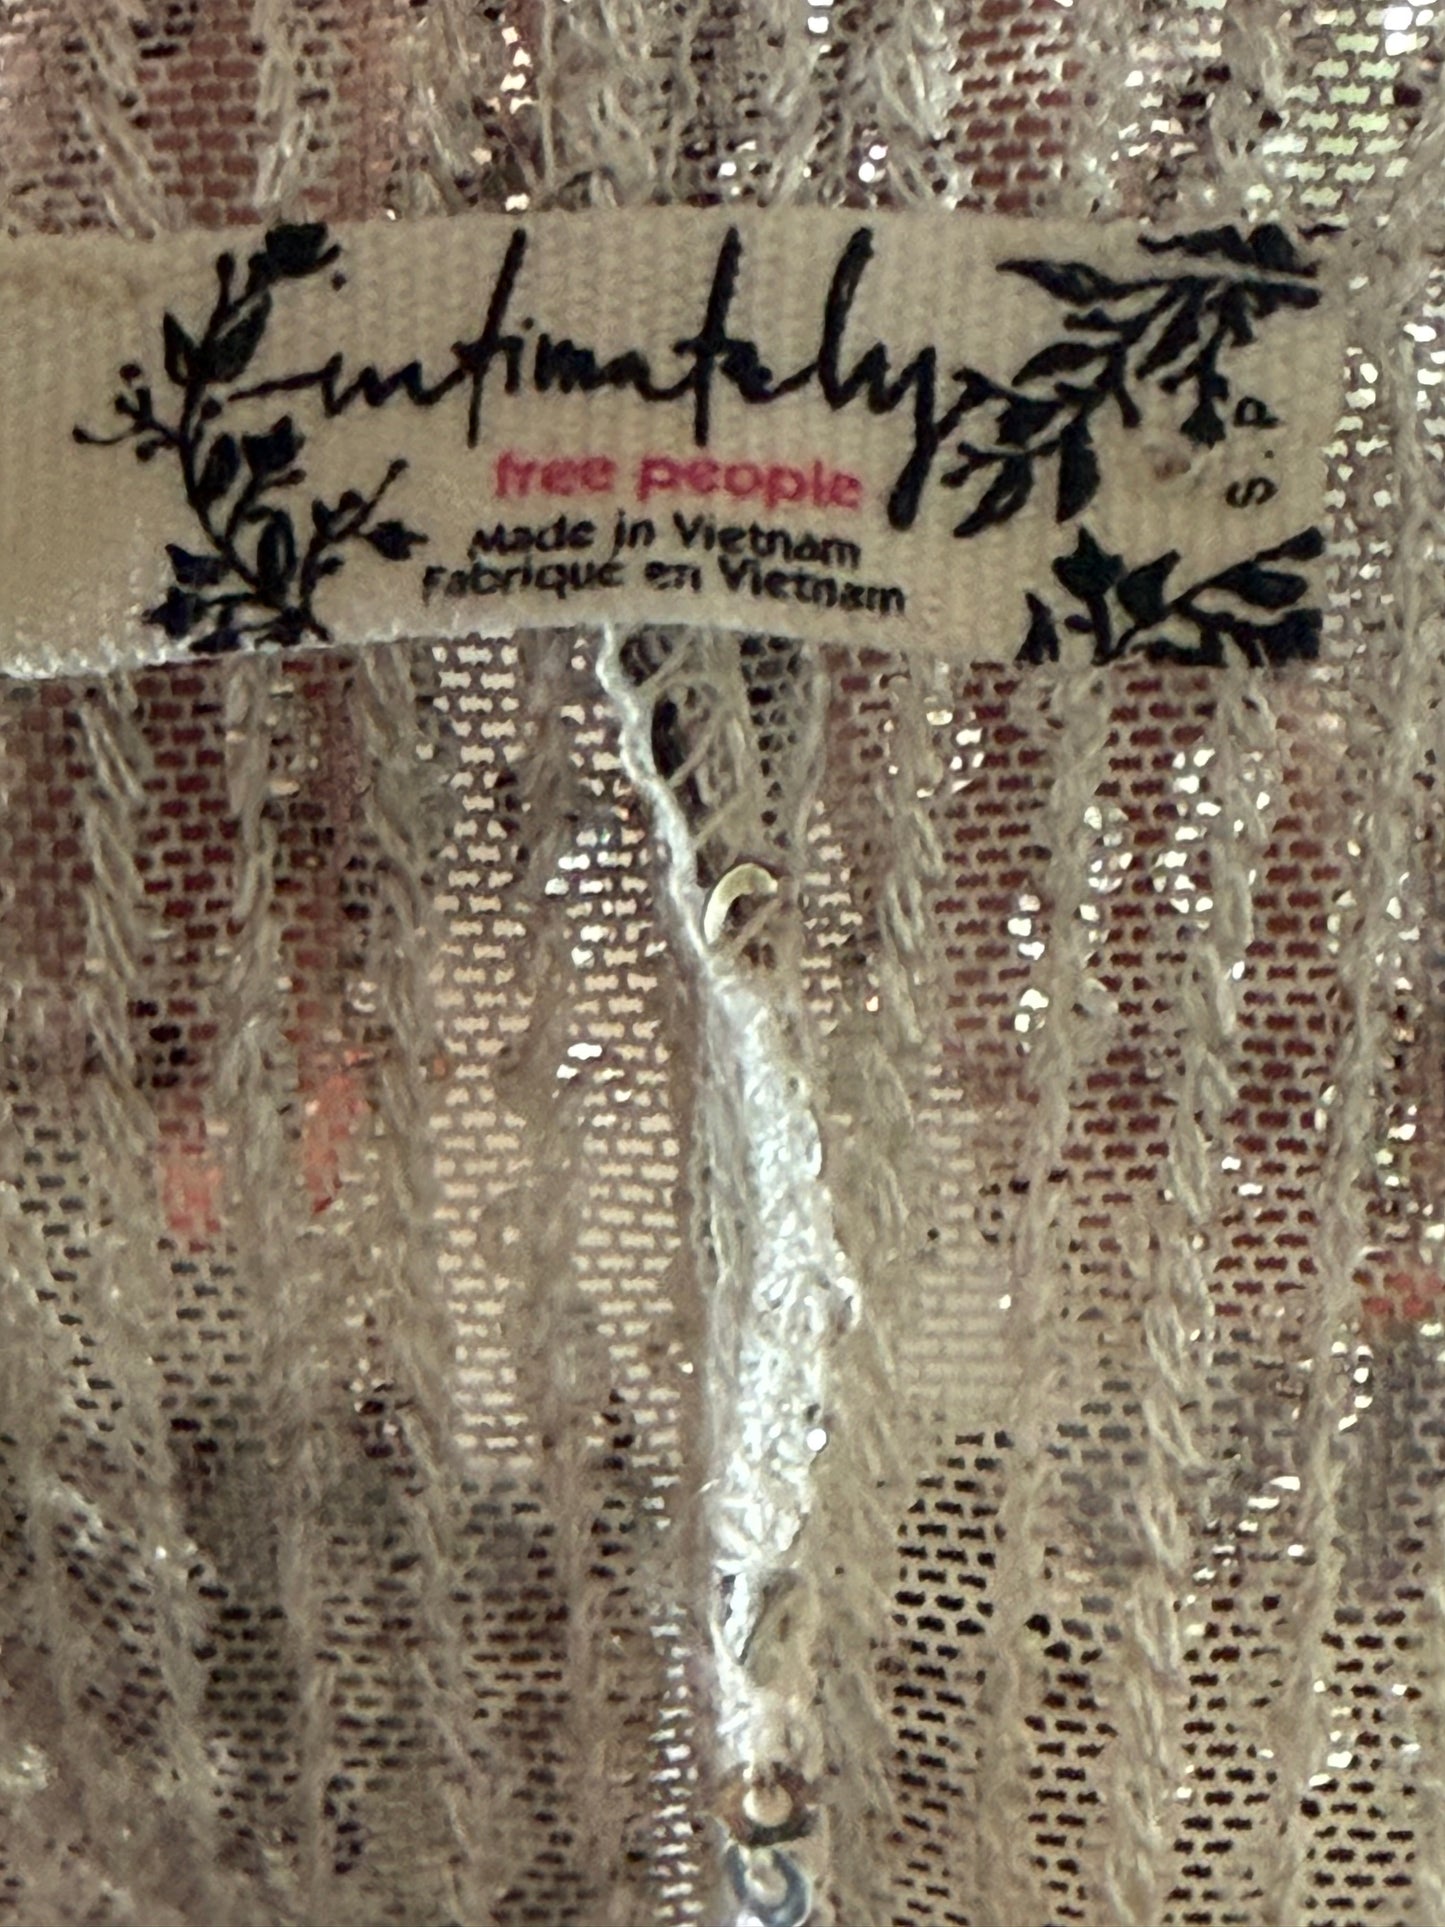 intimately
free people
Made in Vietnam
Fabriqué en Vietnam
S.P